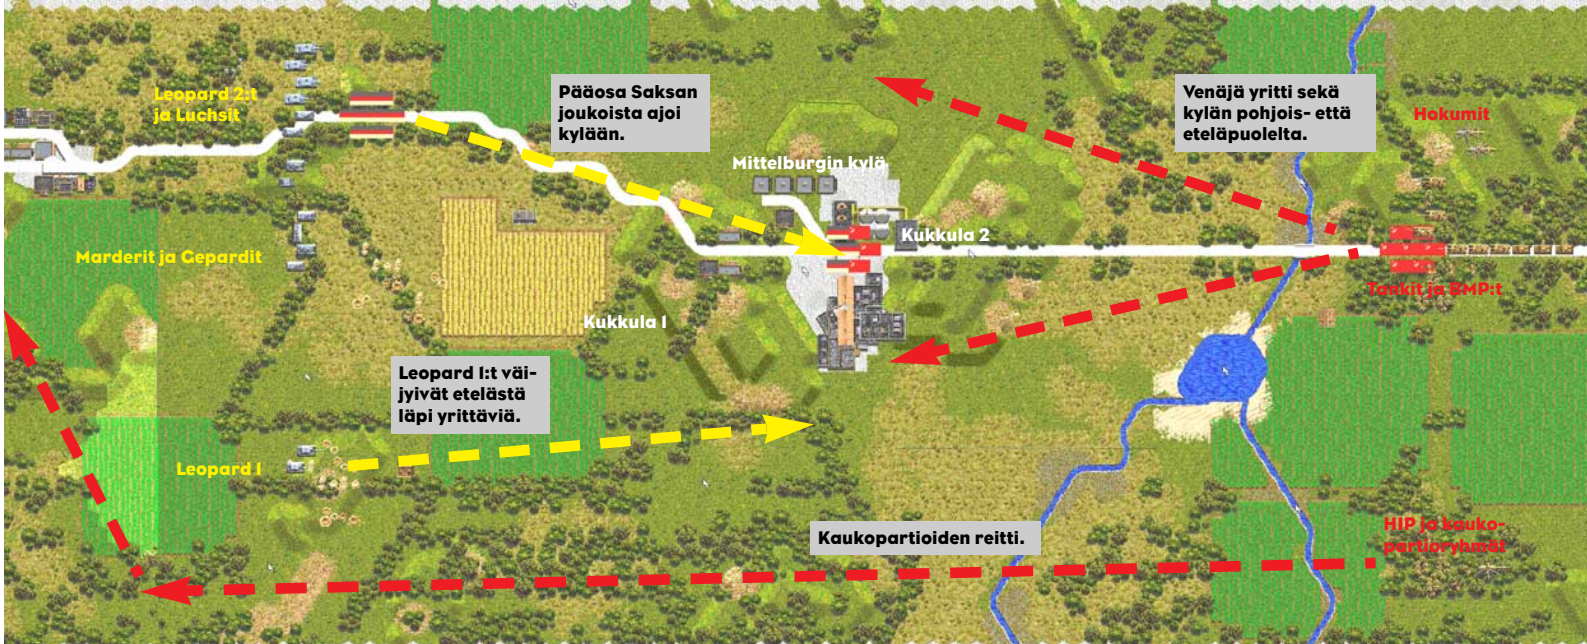 Leopard 2:t
ja Luchsit
Pääosa Saksan
joukoista ajoi
kylään.
Venäjä yritti sekä
kylän pohjois- että
eteläpuolelta.
Hokumit
Mittelburgin kylö
Kukkula 2
Marderit ja Gepardit
Tankit ja BMP:t
Kukkula 1
Leopard 1:t väi-
jyivät etelästä
läpi yrittäviä.
Leopard 1
Kaukopartioiden reitti.
HIP ja kauko-
partioryhmät